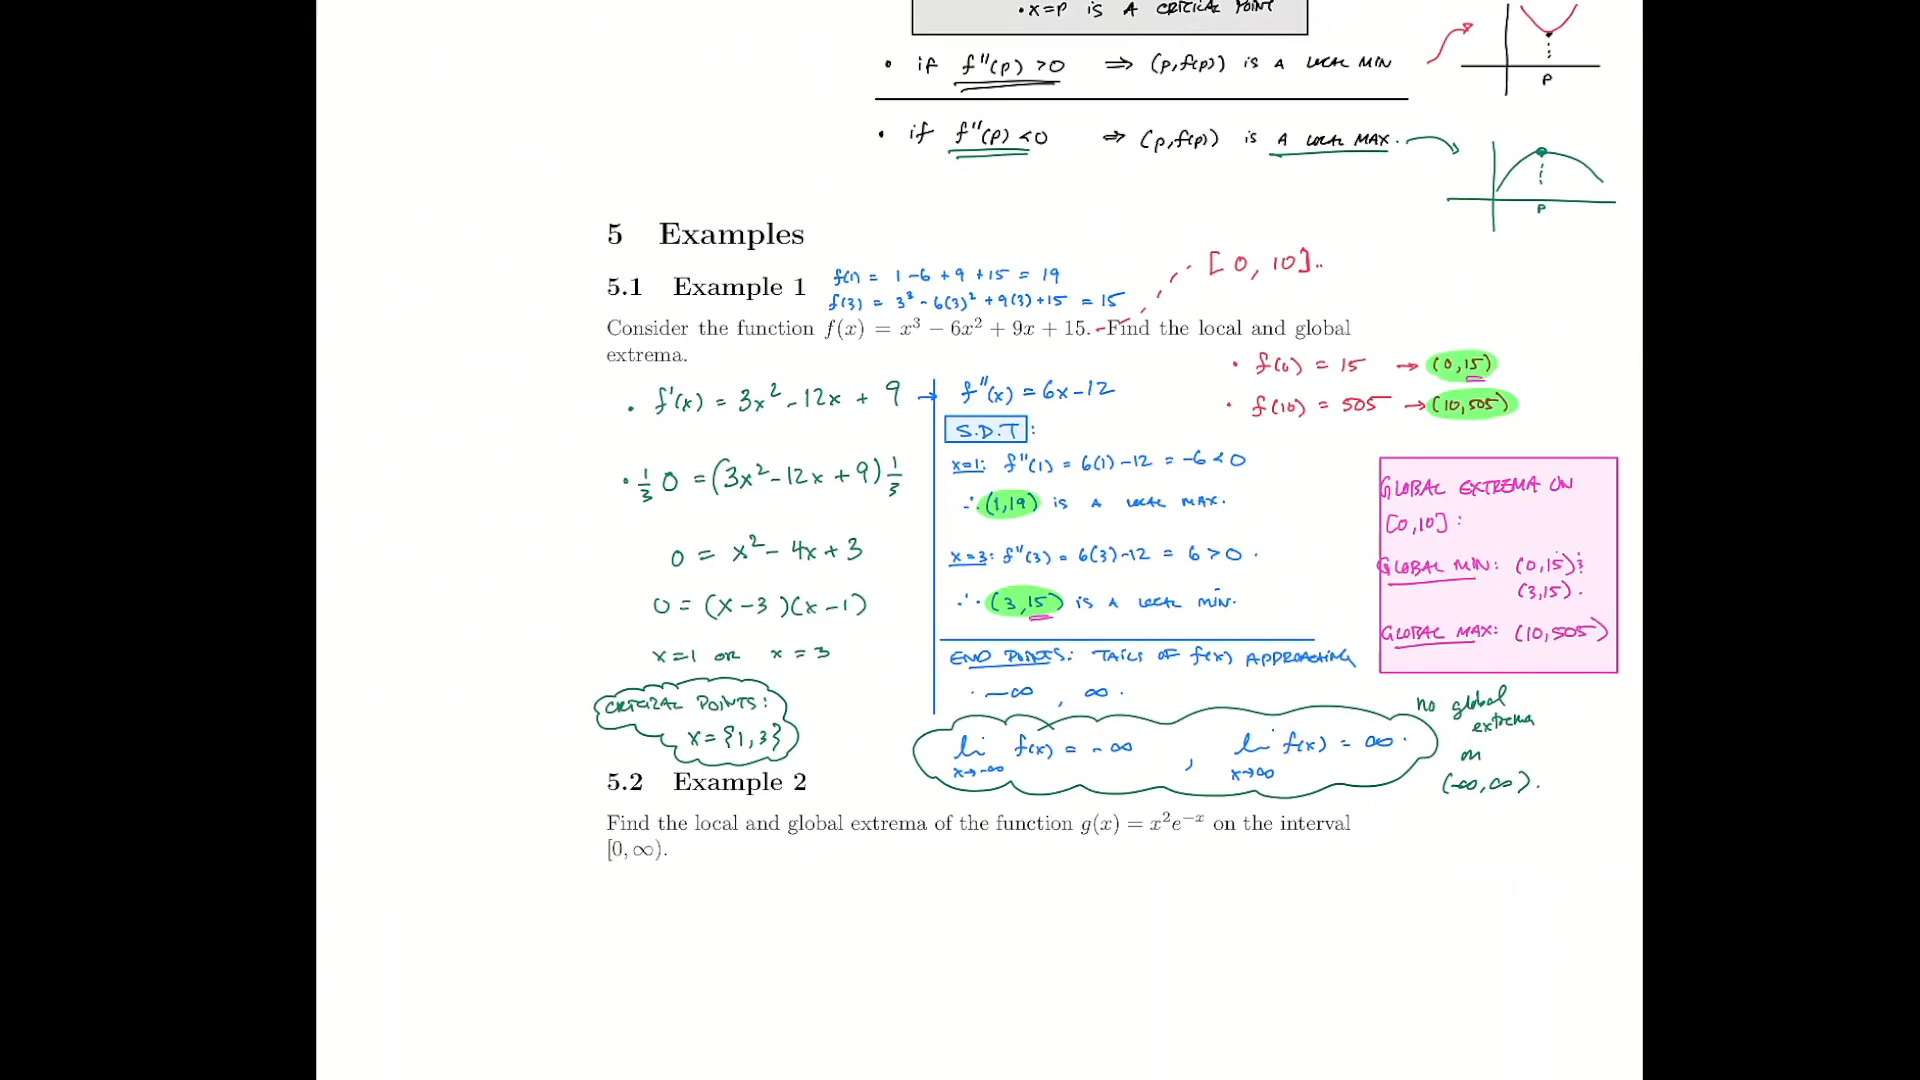 • x=p IS A CRITICAL POINT
• if f''(p) >0 ⇒ (p,f(p)) IS A LOCAL MIN
p
• if f''(p) <0 ⇒ (p,f(p)) IS A LOCAL MAX.
p
5 Examples
[0, 10]..
5.1 Example 1
f(1) = 1 -6 + 9 + 15 = 19
f(3) = 3³ - 6(3)² + 9(3) + 15 = 15
Consider the function f(x) = x³ − 6x² + 9x + 15. Find the local and global
extrema.
• f(0) = 15 → (0,15)
• f(10) = 505 → (10,505)
• f'(x) = 3x² - 12x + 9 → f''(x) = 6x-12
S.D.T :
• 1/3 0 = (3x² - 12x + 9) 1/3
x=1: f''(1) = 6(1) -12 = -6 < 0
∴ (1,19) IS A LOCAL MAX.
0 = x² - 4x + 3
x=3: f''(3) = 6(3)-12 = 6 > 0 .
0 = (x - 3)(x - 1)
∴ (3,15) IS A LOCAL MIN.
x=1 OR x = 3
CRITICAL POINTS:
x = {1,3}
END POINTS: TAILS OF f(x) APPROACHING
-∞ , ∞ .
lim f(x) = -∞ , lim f(x) = ∞ .
x→-∞ x→∞
GLOBAL EXTREMA ON
[0,10] :
GLOBAL MIN: (0,15) ;
(3,15) .
GLOBAL MAX: (10,505)
no global
extrema
on
(-∞,∞) .
5.2 Example 2
Find the local and global extrema of the function g(x) = x²e⁻ˣ on the interval
[0, ∞).